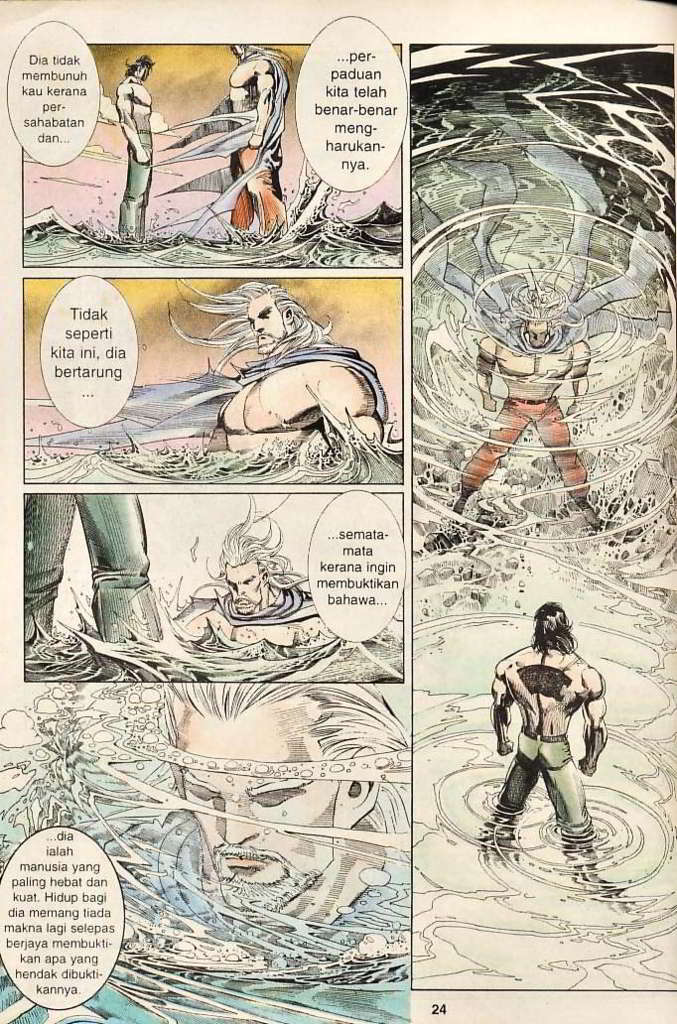 Dia tidak
membunuh
kau kerana
per-
sahabatan
dan...
...per-
paduan
kita telah
benar-benar
meng-
harukan-
nya.
Tidak
seperti
kita ini, dia
bertarung
...
...semata-
mata
kerana ingin
membuktikan
bahawa...
...dia
ialah
manusia yang
paling hebat dan
kuat. Hidup bagi
dia memang tiada
makna lagi selepas
berjaya membukti-
kan apa yang
hendak dibukti-
kannya.
24